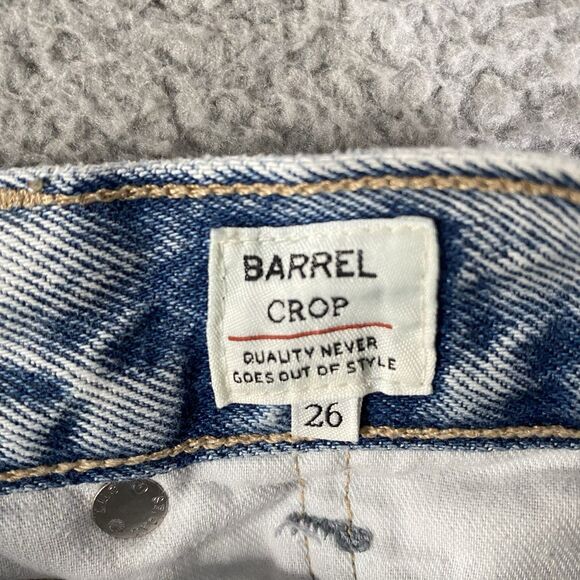 BARREL
CROP
QUALITY NEVER
GOES OUT OF STYLE
26